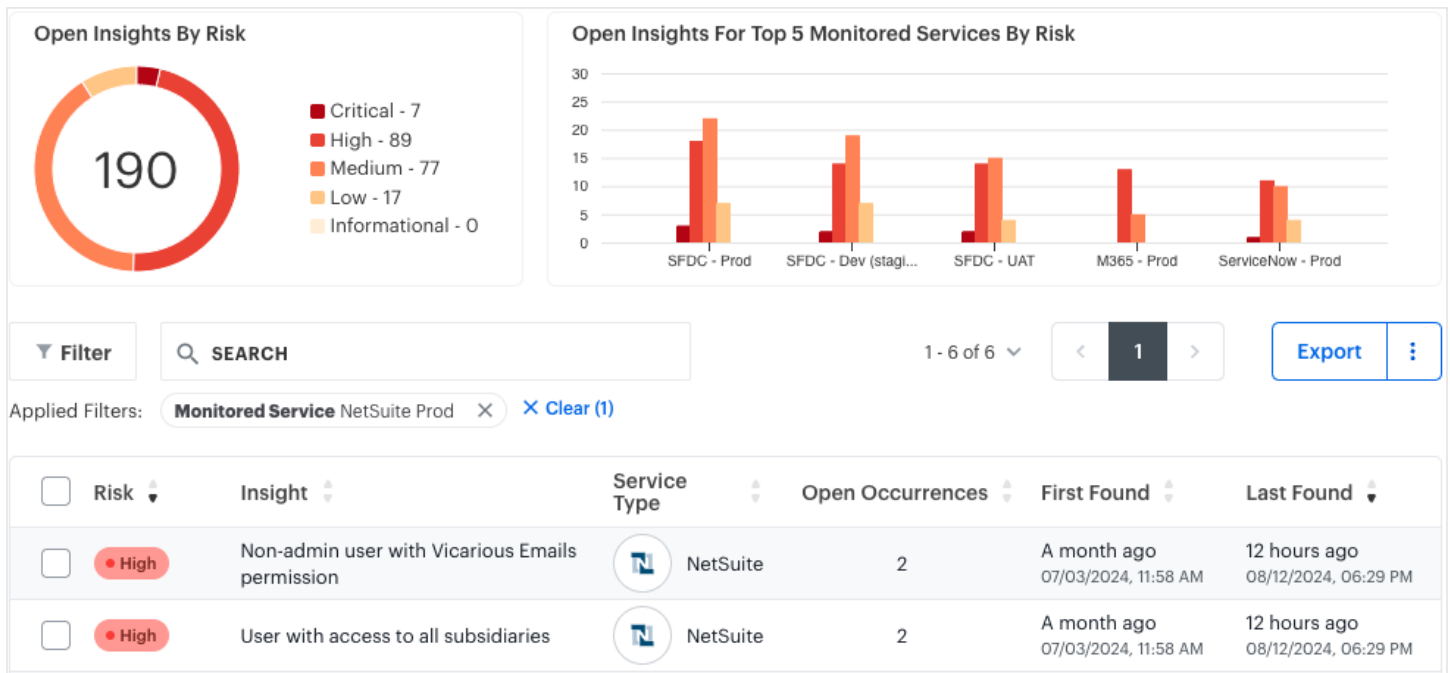 Open Insights By Risk
190
Critical - 7
High - 89
Medium - 77
Low - 17
Informational - 0
Open Insights For Top 5 Monitored Services By Risk
30
25
20
15
10
5
0
SFDC - Prod SFDC - Dev (stagi... SFDC - UAT M365 - Prod ServiceNow - Prod
Filter SEARCH 1 - 6 of 6 1 Export
Applied Filters: Monitored Service NetSuite Prod Clear (1)
Risk Insight Service Type Open Occurrences First Found Last Found
High Non-admin user with Vicarious Emails permission NetSuite 2 A month ago 12 hours ago
07/03/2024, 11:58 AM 08/12/2024, 06:29 PM
High User with access to all subsidiaries NetSuite 2 A month ago 12 hours ago
07/03/2024, 11:58 AM 08/12/2024, 06:29 PM